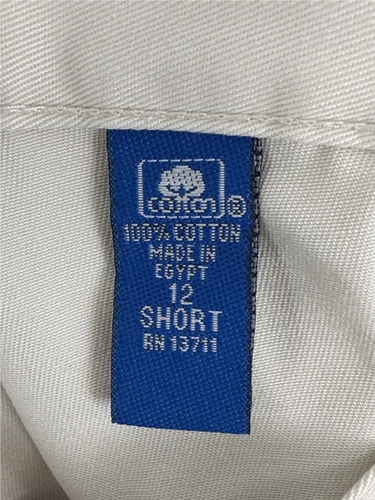 cotton®
100% COTTON
MADE IN
EGYPT
12
SHORT
RN 13711